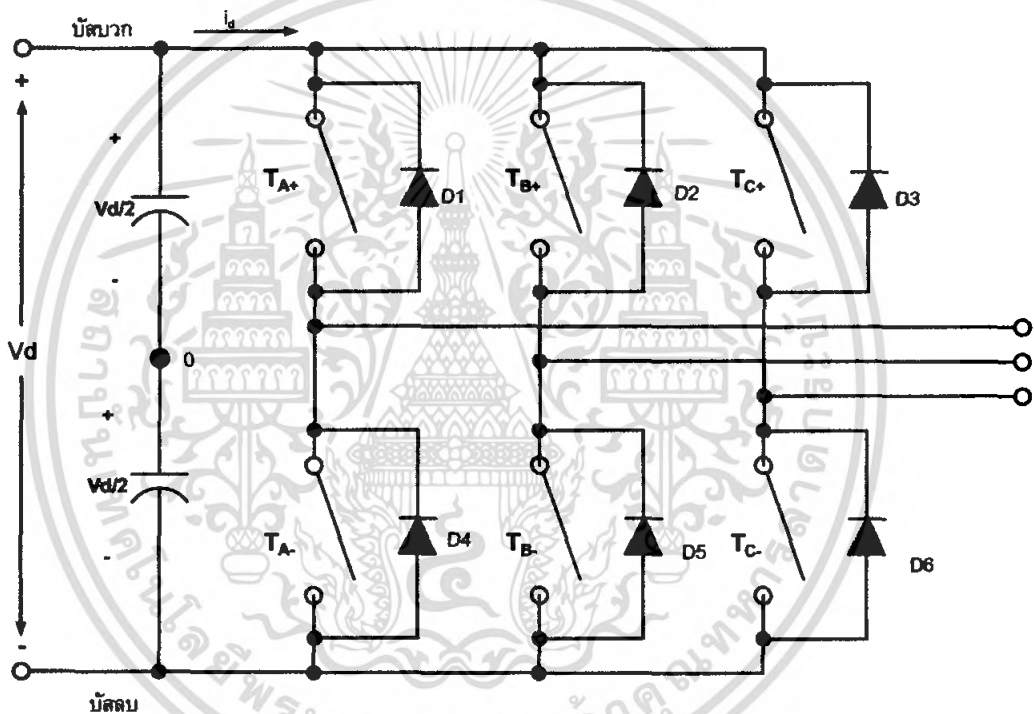 บัสบวก
i_d
+
+
Vd/2
-
T_A+
D1
T_B+
D2
T_C+
D3
Vd
0
+
Vd/2
-
T_A-
D4
T_B-
D5
T_C-
D6
-
บัสลบ